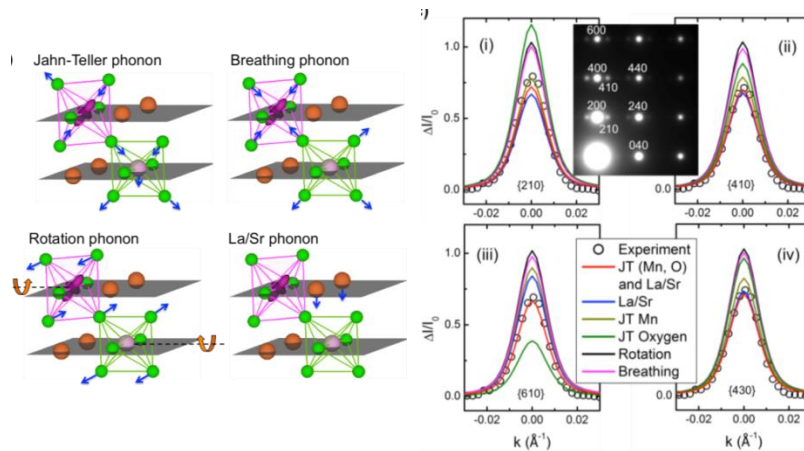 )
Jahn-Teller phonon
Breathing phonon
Rotation phonon
La/Sr phonon
)
(i)
(ii)
(iii)
(iv)
ΔI/I0
1.0
0.5
0.0
{210}
-0.02 0.00 0.02
600
400 440
410
200 240
210
040
{410}
-0.02 0.00 0.02
ΔI/I0
1.0
0.5
0.0
{610}
-0.02 0.00 0.02
k (Å-1)
Experiment
JT (Mn, O)
and La/Sr
La/Sr
JT Mn
JT Oxygen
Rotation
Breathing
{430}
-0.02 0.00 0.02
k (Å-1)